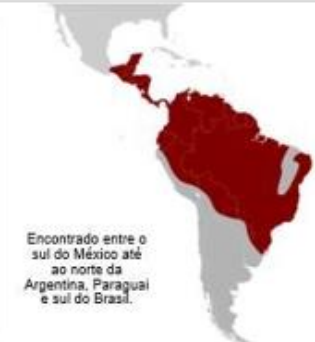 Encontrado entre o
sul do México até
ao norte da
Argentina, Paraguai
e sul do Brasil.